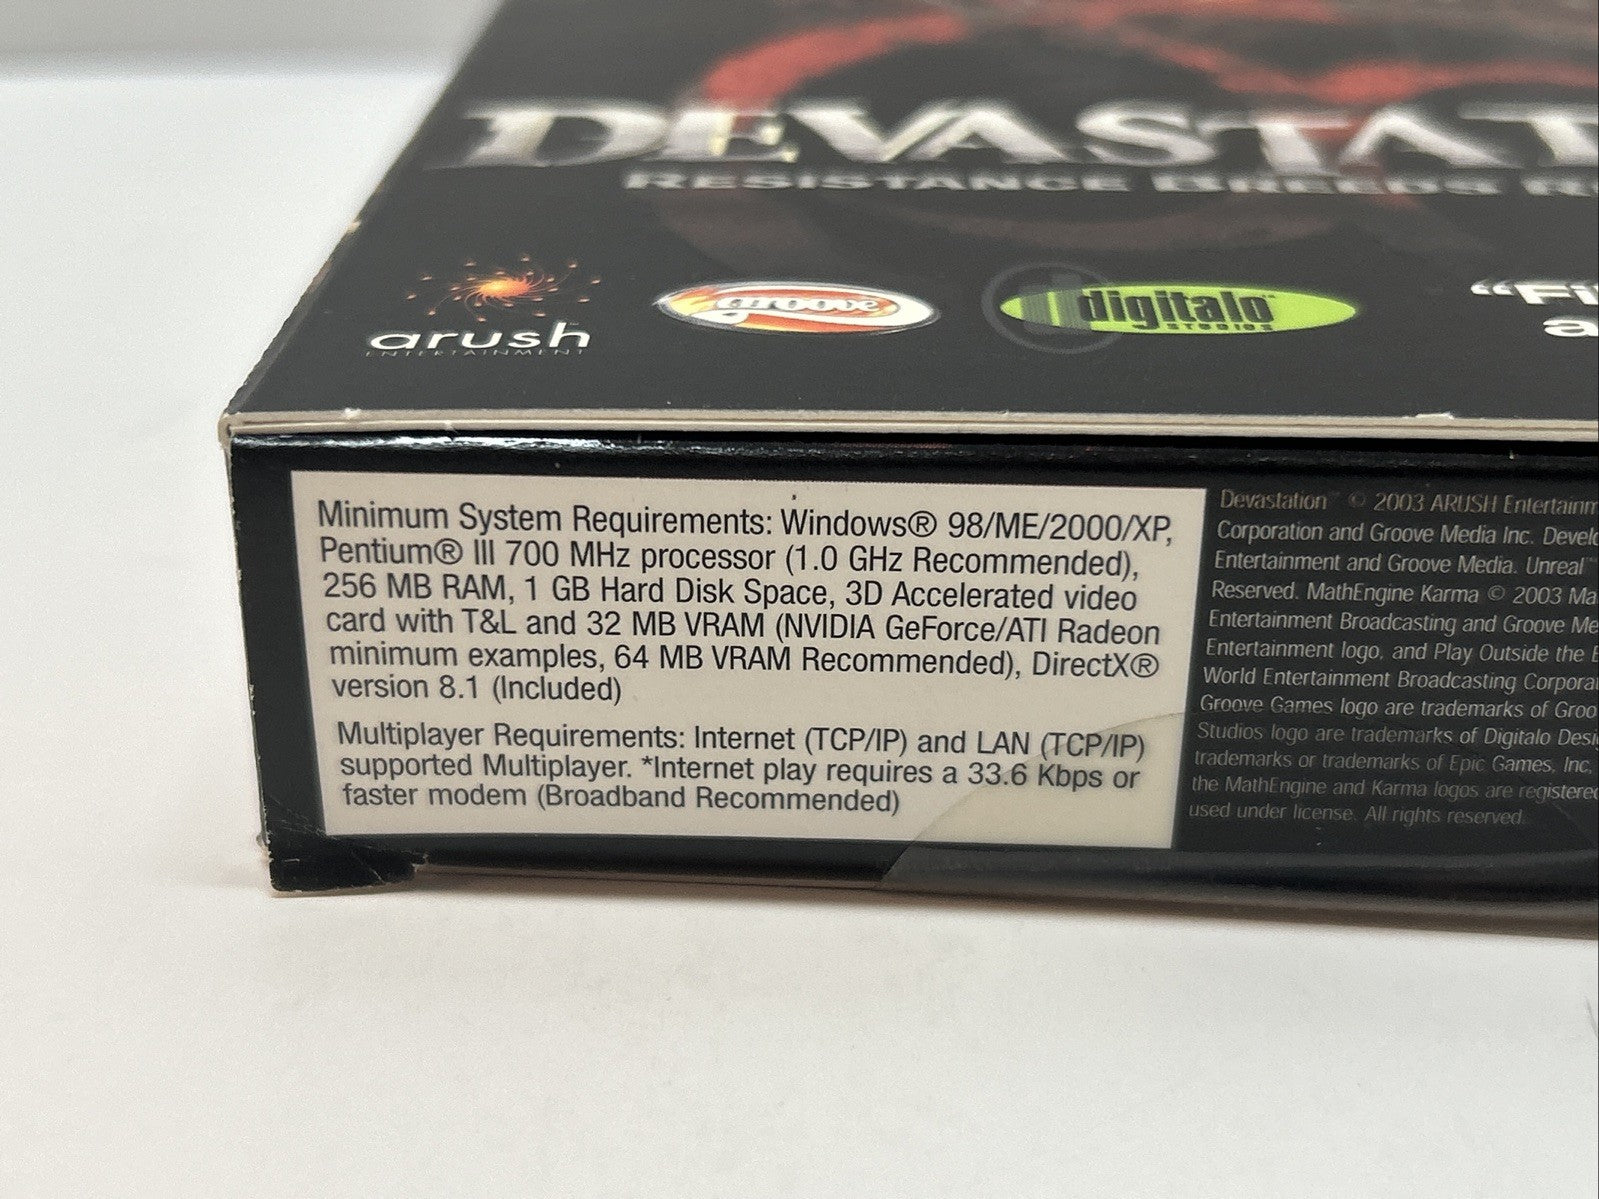 DEVASTAT
RESISTANCE BREEDS R
arush
ENTERTAINMENT
groove
digitalo
STUDIOS
“Fi
a
Minimum System Requirements: Windows® 98/ME/2000/XP,
Pentium® III 700 MHz processor (1.0 GHz Recommended),
256 MB RAM, 1 GB Hard Disk Space, 3D Accelerated video
card with T&L and 32 MB VRAM (NVIDIA GeForce/ATI Radeon
minimum examples, 64 MB VRAM Recommended), DirectX®
version 8.1 (Included)
Multiplayer Requirements: Internet (TCP/IP) and LAN (TCP/IP)
supported Multiplayer. *Internet play requires a 33.6 Kbps or
faster modem (Broadband Recommended)
Devastation™ © 2003 ARUSH Entertainm
Corporation and Groove Media Inc. Develo
Entertainment and Groove Media. Unreal™
Reserved. MathEngine Karma © 2003 Ma
Entertainment Broadcasting and Groove Me
Entertainment logo, and Play Outside the B
World Entertainment Broadcasting Corporat
Groove Games logo are trademarks of Groo
Studios logo are trademarks of Digitalo Desi
trademarks or trademarks of Epic Games, Inc.
the MathEngine and Karma logos are registered
used under license. All rights reserved.